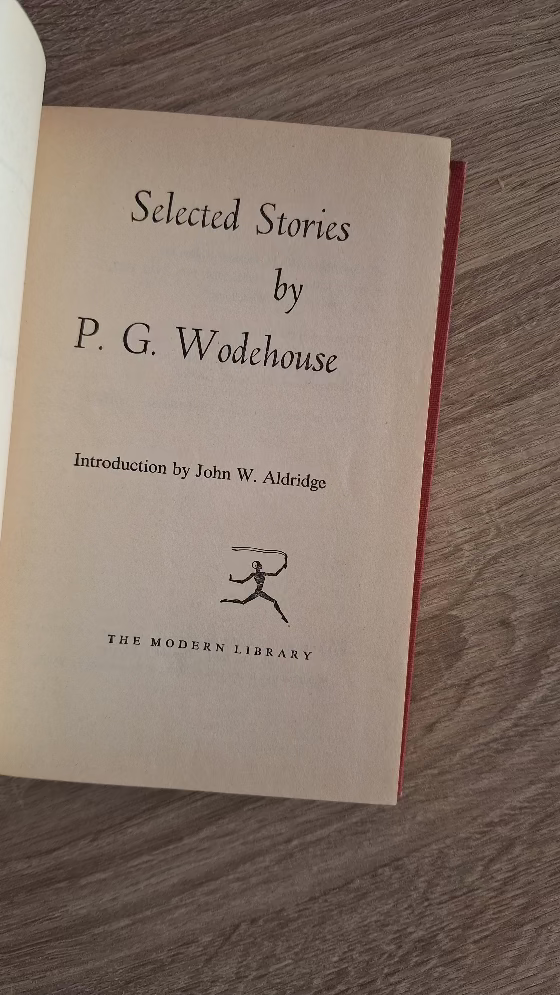 Selected Stories
by
P. G. Wodehouse
Introduction by John W. Aldridge
THE MODERN LIBRARY